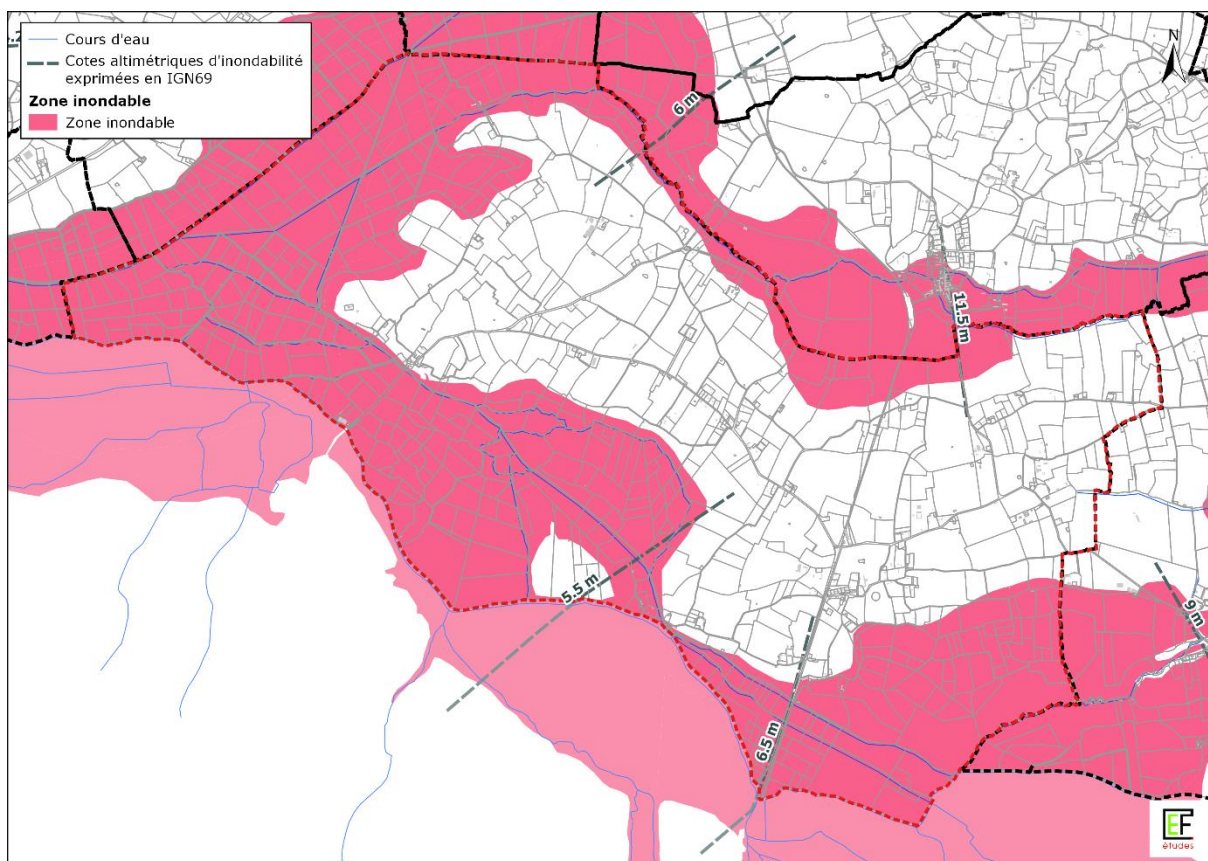 Cours d'eau
Cotes altimétriques d'inondabilité
exprimées en IGN69
Zone inondable
Zone inondable
N
6 m
11.5 m
5.5 m
9 m
6.5 m
EF
études